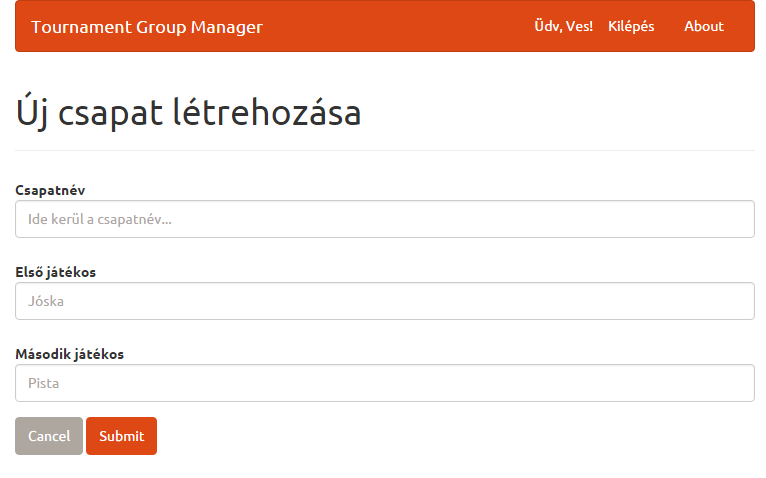 Tournament Group Manager Üdv, Ves! Kilépés About
Új csapat létrehozása
Csapatnév
Ide kerül a csapatnév...
Első játékos
Jóska
Második játékos
Pista
Cancel Submit